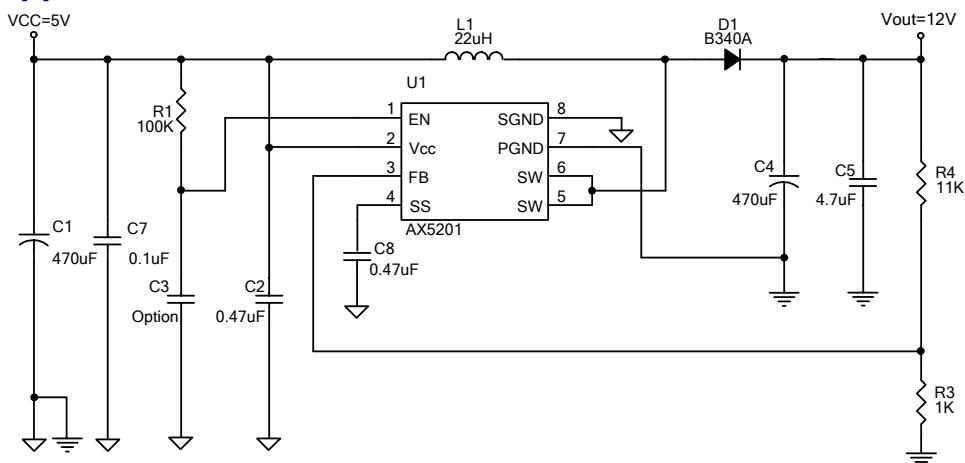 VCC=5V
L1
22uH
D1
B340A
Vout=12V
U1
R1
100K
1
EN
2
Vcc
3
FB
4
SS
SGND
8
PGND
7
SW
6
SW
5
AX5201
C4
470uF
C5
4.7uF
R4
11K
C1
470uF
C7
0.1uF
C8
0.47uF
C3
Option
C2
0.47uF
R3
1K